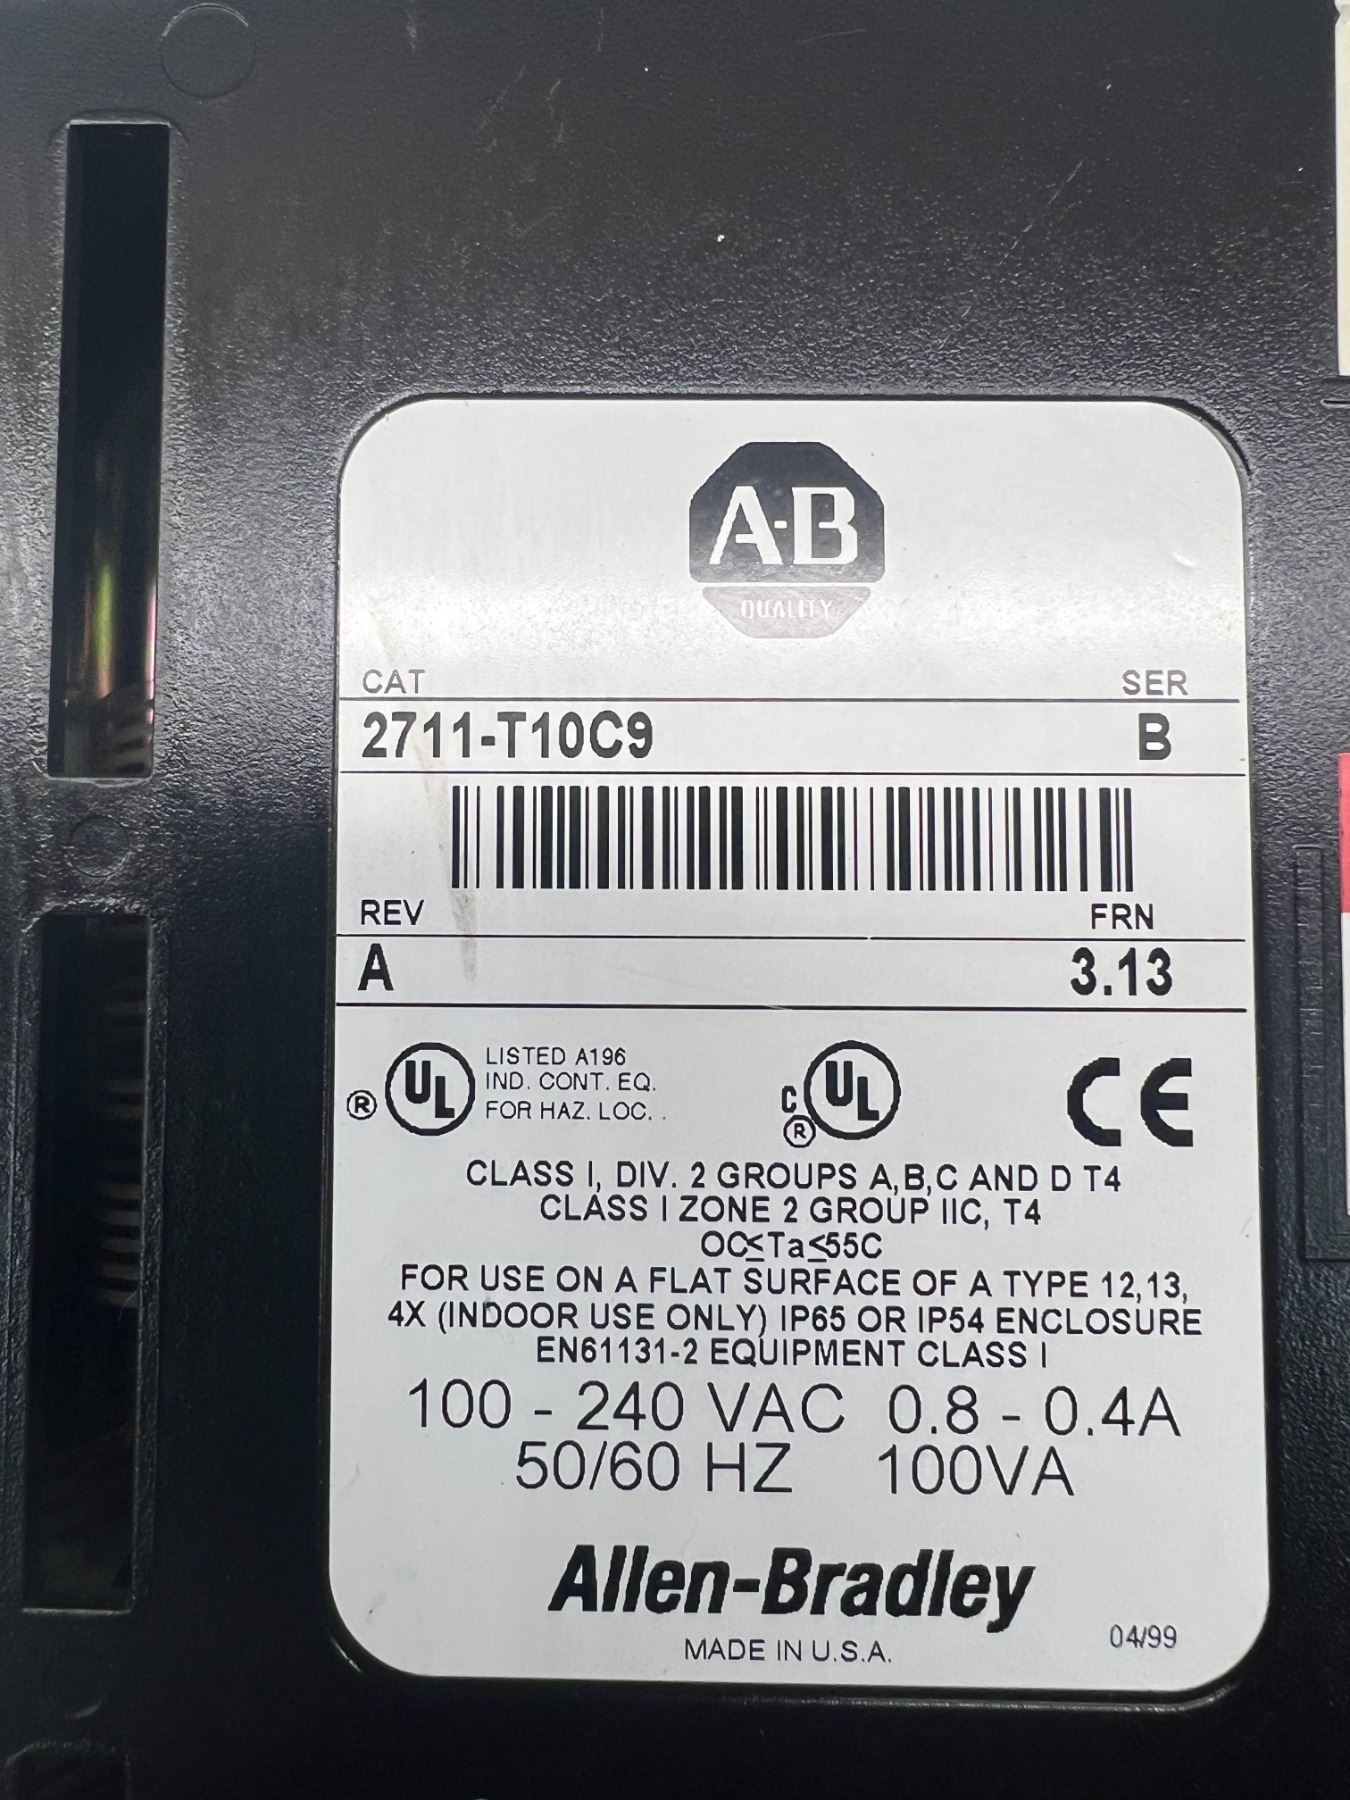 A-B
QUALITY
CAT SER
2711-T10C9 B
REV FRN
A 3.13
® UL LISTED A196
IND. CONT. EQ.
FOR HAZ. LOC. .
C UL ® CE
CLASS I, DIV. 2 GROUPS A,B,C AND D T4
CLASS I ZONE 2 GROUP IIC, T4
OC≤Ta≤55C
FOR USE ON A FLAT SURFACE OF A TYPE 12,13,
4X (INDOOR USE ONLY) IP65 OR IP54 ENCLOSURE
EN61131-2 EQUIPMENT CLASS I
100 - 240 VAC 0.8 - 0.4A
50/60 HZ 100VA
Allen-Bradley
MADE IN U.S.A.
04/99